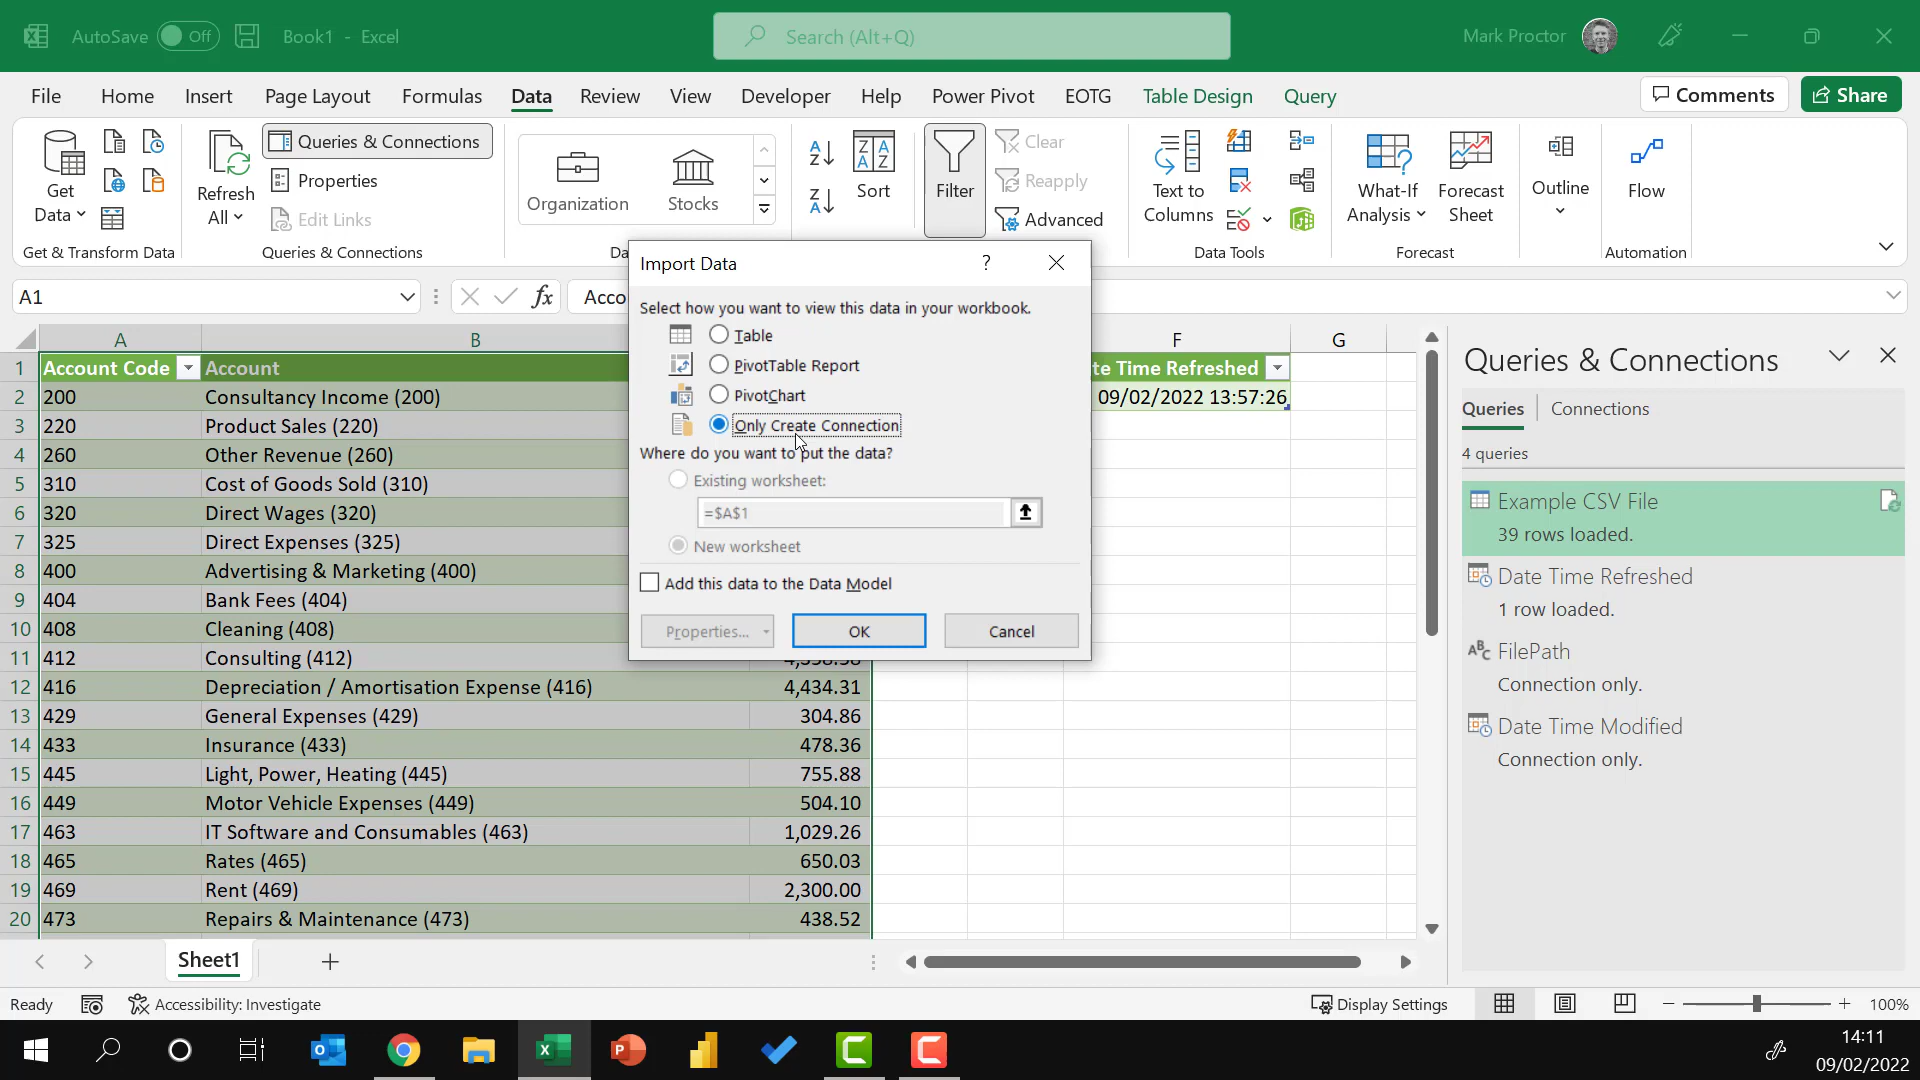 AutoSave Off Book1 - Excel Search (Alt+Q) Mark Proctor
File Home Insert Page Layout Formulas Data Review View Developer Help Power Pivot EOTG Table Design Query Comments Share
Get Data
Get & Transform Data
Refresh All
Queries & Connections
Properties
Edit Links
Queries & Connections
Organization Stocks
Da
Sort
Filter
Clear
Reapply
Advanced
Text to Columns
Data Tools
What-If Analysis
Forecast Sheet
Forecast
Outline
Flow
Automation
A1 fx Acco
A B F G
1 Account Code Account te Time Refreshed
2 200 Consultancy Income (200) 09/02/2022 13:57:26
3 220 Product Sales (220)
4 260 Other Revenue (260)
5 310 Cost of Goods Sold (310)
6 320 Direct Wages (320)
7 325 Direct Expenses (325)
8 400 Advertising & Marketing (400)
9 404 Bank Fees (404)
10 408 Cleaning (408)
11 412 Consulting (412)
12 416 Depreciation / Amortisation Expense (416) 4,434.31
13 429 General Expenses (429) 304.86
14 433 Insurance (433) 478.36
15 445 Light, Power, Heating (445) 755.88
16 449 Motor Vehicle Expenses (449) 504.10
17 463 IT Software and Consumables (463) 1,029.26
18 465 Rates (465) 650.03
19 469 Rent (469) 2,300.00
20 473 Repairs & Maintenance (473) 438.52
Import Data ?
Select how you want to view this data in your workbook.
Table
PivotTable Report
PivotChart
Only Create Connection
Where do you want to put the data?
Existing worksheet:
=$A$1
New worksheet
Add this data to the Data Model
Properties... OK Cancel
Queries & Connections
Queries Connections
4 queries
Example CSV File
39 rows loaded.
Date Time Refreshed
1 row loaded.
ABC FilePath
Connection only.
Date Time Modified
Connection only.
Sheet1
Ready Accessibility: Investigate Display Settings 100%
14:11
09/02/2022